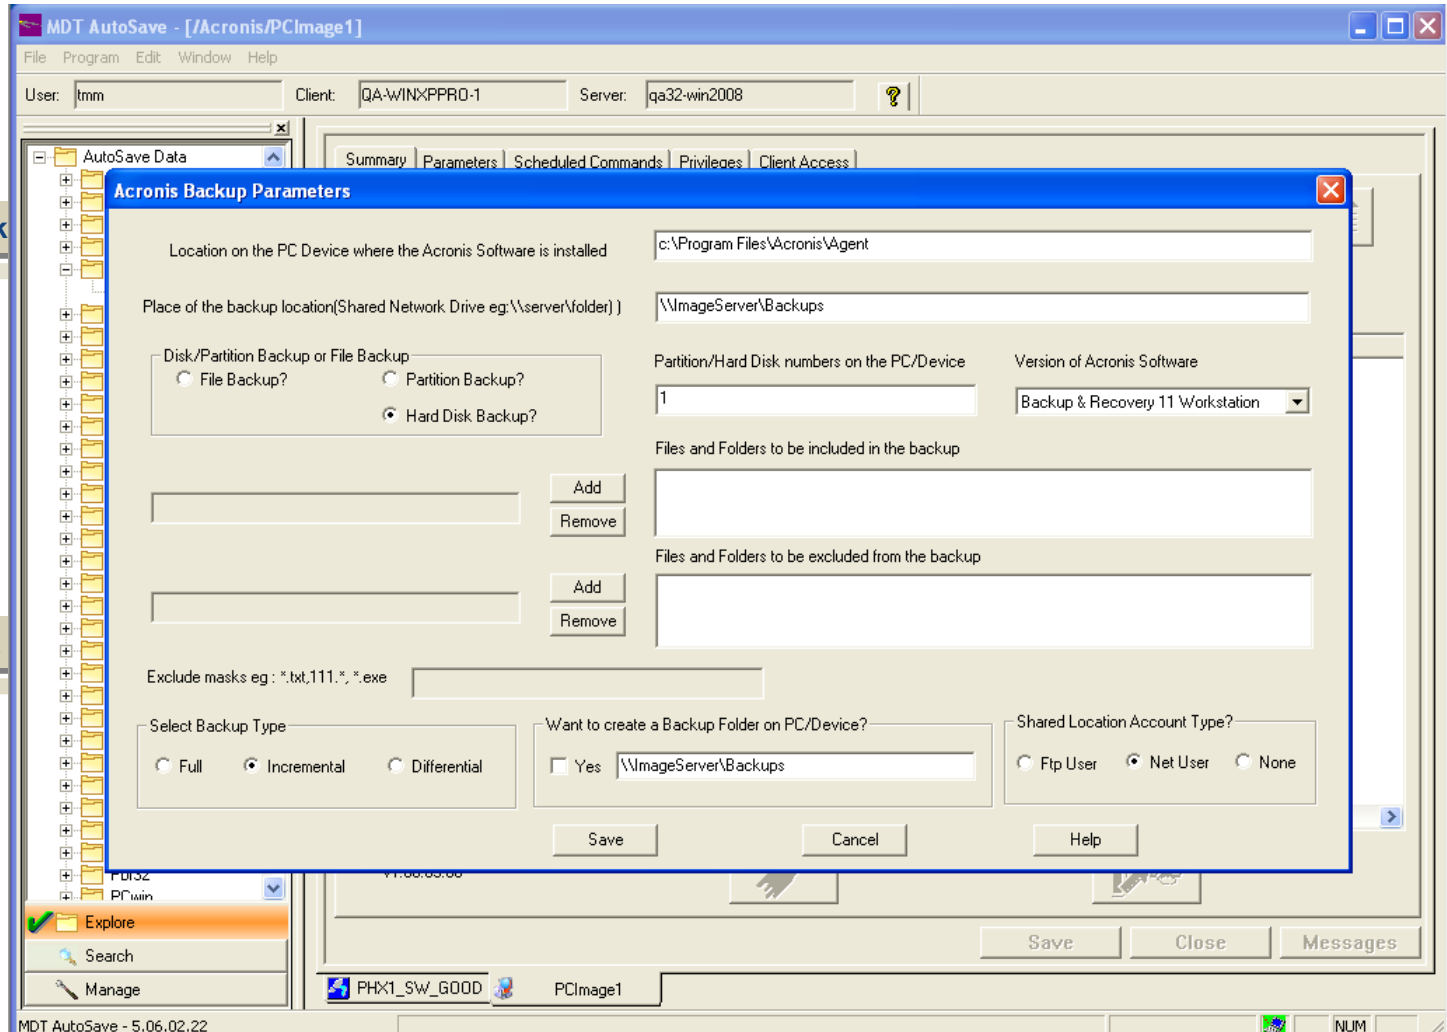 MDT AutoSave - [/Acronis/PCImage1]
File Program Edit Window Help
User: tmm Client: QA-WINXPPRO-1 Server: qa32-win2008
AutoSave Data
Summary Parameters Scheduled Commands Privileges Client Access
Acronis Backup Parameters
Location on the PC Device where the Acronis Software is installed
c:\Program Files\Acronis\Agent
Place of the backup location(Shared Network Drive eg:\\server\folder) )
\\ImageServer\Backups
Disk/Partition Backup or File Backup
File Backup? Partition Backup?
Hard Disk Backup?
Partition/Hard Disk numbers on the PC/Device
1
Version of Acronis Software
Backup & Recovery 11 Workstation
Files and Folders to be included in the backup
Add
Remove
Files and Folders to be excluded from the backup
Add
Remove
Exclude masks eg : *.txt,111.*, *.exe
Select Backup Type
Full Incremental Differential
Want to create a Backup Folder on PC/Device?
Yes \\ImageServer\Backups
Shared Location Account Type?
Ftp User Net User None
Save Cancel Help
PCwin
Explore
Search
Manage
Save Close Messages
PHX1_SW_GOOD PCImage1
MDT AutoSave - 5.06.02.22
NUM